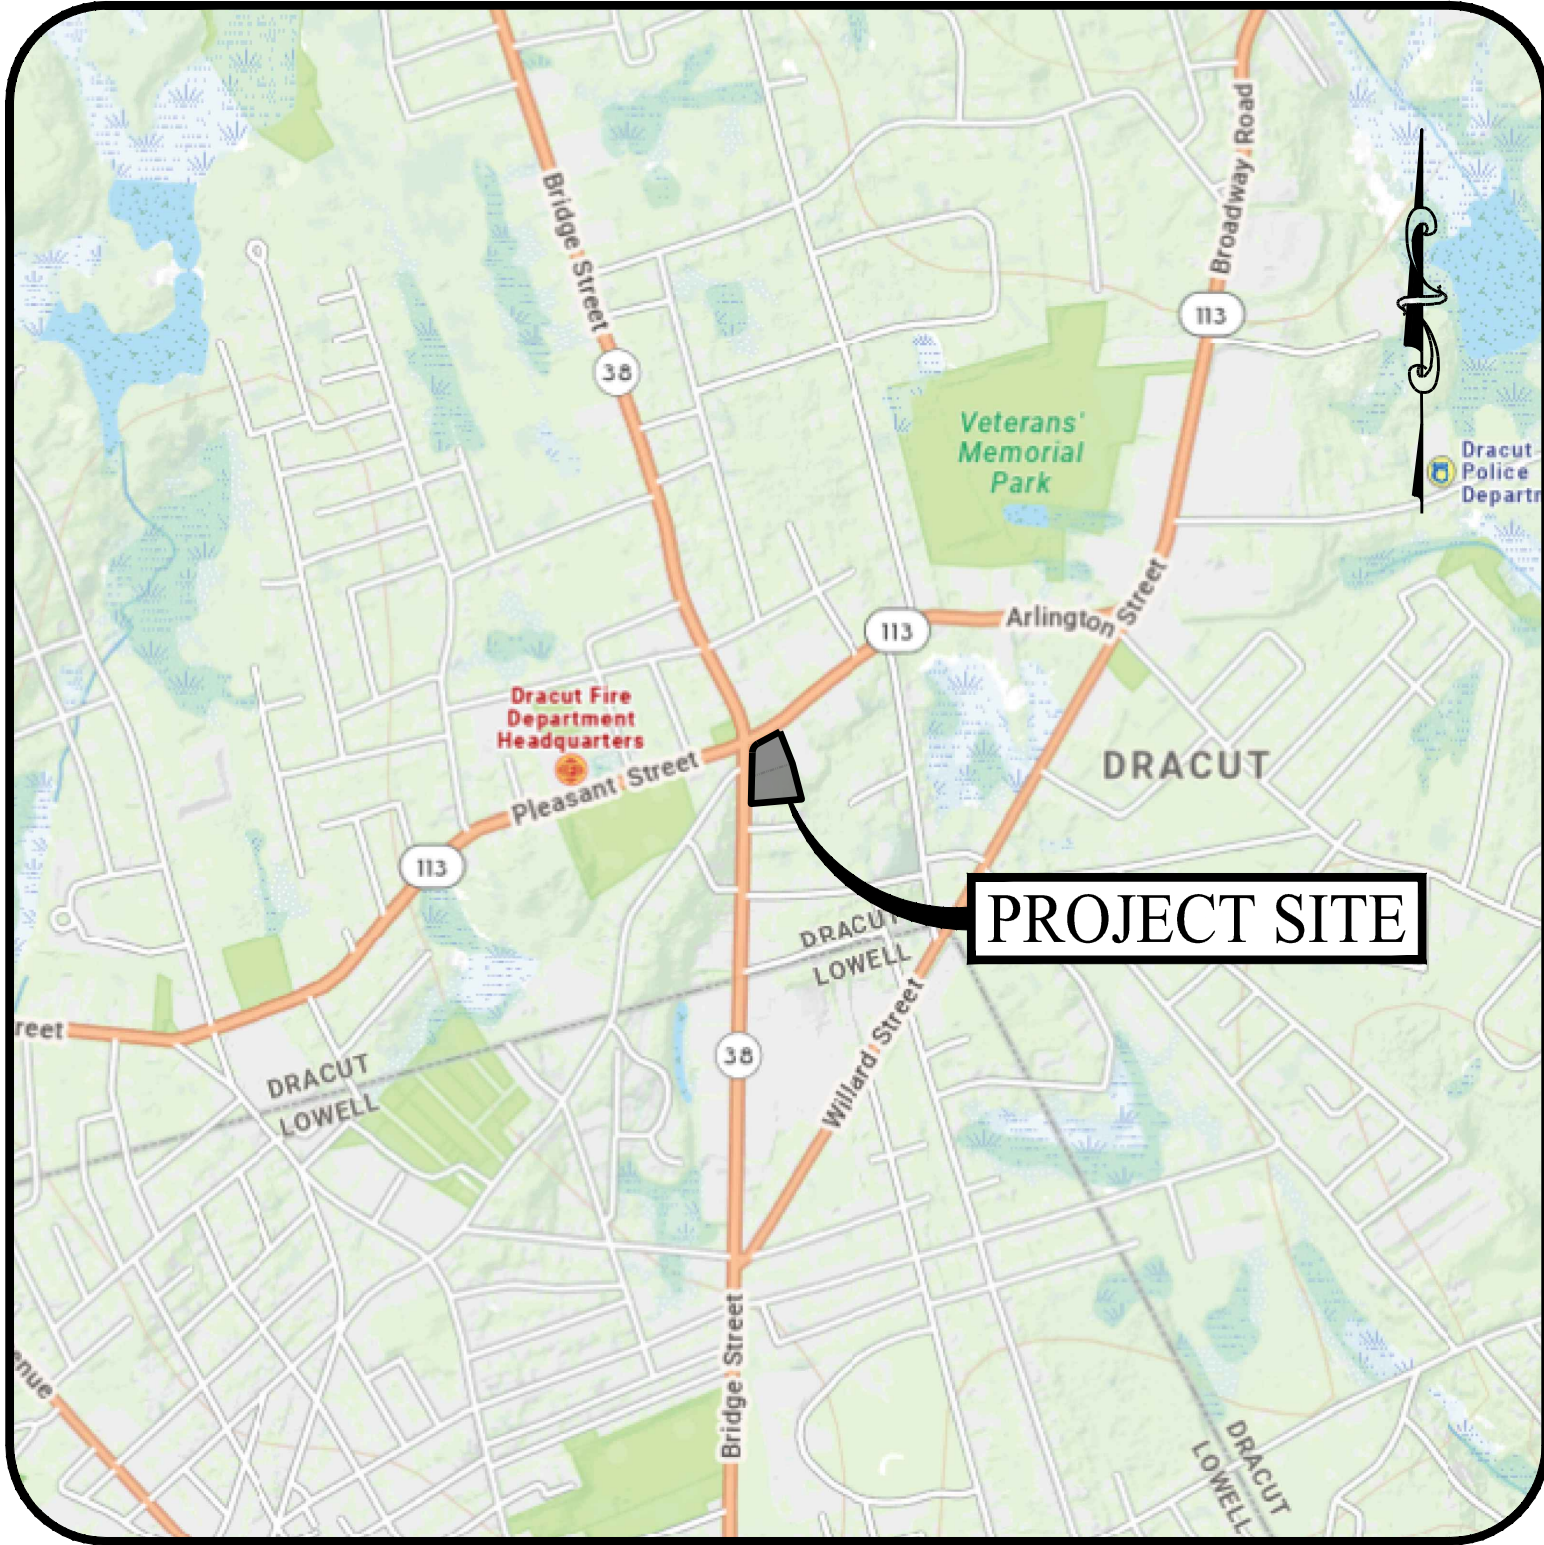 Broadway Road
Bridge Street
113
38
Veterans'
Memorial
Park
Dracut
Police
Departm
113
Arlington Street
Dracut Fire
Department
Headquarters
Pleasant Street
DRACUT
113
PROJECT SITE
DRACUT
LOWELL
reet
38
Willard Street
DRACUT
LOWELL
Bridge Street
enue
DRACUT
LOWELL